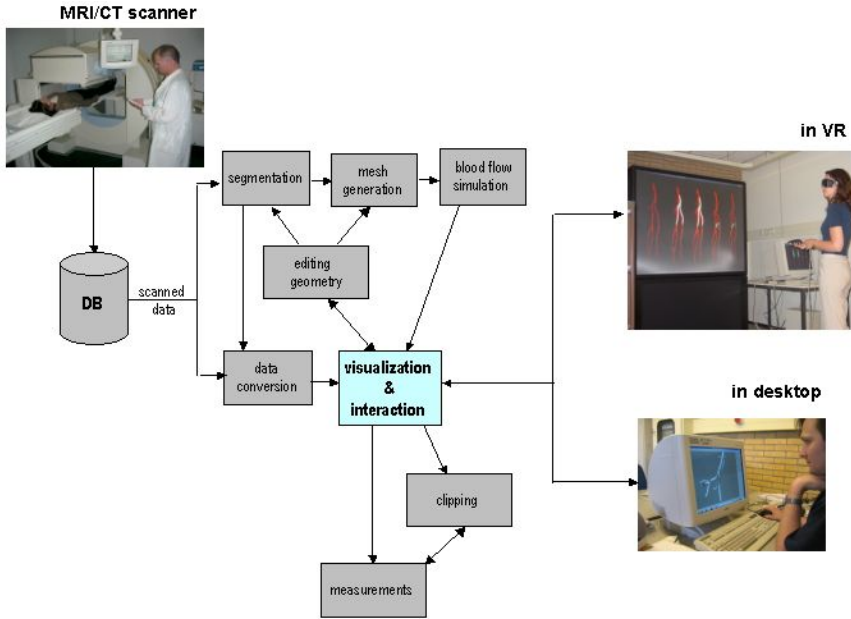 MRI/CT scanner
in VR
segmentation
mesh
generation
blood flow
simulation
editing
geometry
DB
scanned
data
data
conversion
visualization
&
interaction
in desktop
clipping
measurements